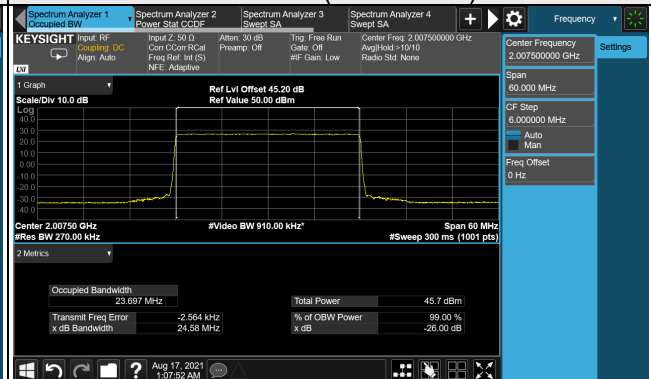 Spectrum Analyzer 1
Occupied BW
Spectrum Analyzer 2
Power Stat CCDF
Spectrum Analyzer 3
Swept SA
Spectrum Analyzer 4
Swept SA
Frequency
KEYSIGHT
LXI
Input: RF
Coupling: DC
Align: Auto
Input Z: 50 Ω
Corr CCorr RCal
Freq Ref: Int (S)
NFE: Adaptive
Atten: 30 dB
Preamp: Off
Trig: Free Run
Gate: Off
#IF Gain: Low
Center Freq: 2.007500000 GHz
Avg|Hold:>10/10
Radio Std: None
Center Frequency
2.007500000 GHz
Settings
Span
60.000 MHz
CF Step
6.000000 MHz
Auto
Man
Freq Offset
0 Hz
1 Graph
Scale/Div 10.0 dB
Ref Lvl Offset 45.20 dB
Ref Value 50.00 dBm
Log
40.0
30.0
20.0
10.0
0.00
-10.0
-20.0
-30.0
-40.0
Center 2.00750 GHz
#Video BW 910.00 kHz*
Span 60 MHz
#Res BW 270.00 kHz
#Sweep 300 ms (1001 pts)
2 Metrics
Occupied Bandwidth
23.697 MHz
Total Power 45.7 dBm
Transmit Freq Error -2.564 kHz
% of OBW Power 99.00 %
x dB Bandwidth 24.58 MHz
x dB -26.00 dB
?
Aug 17, 2021
1:07:52 AM